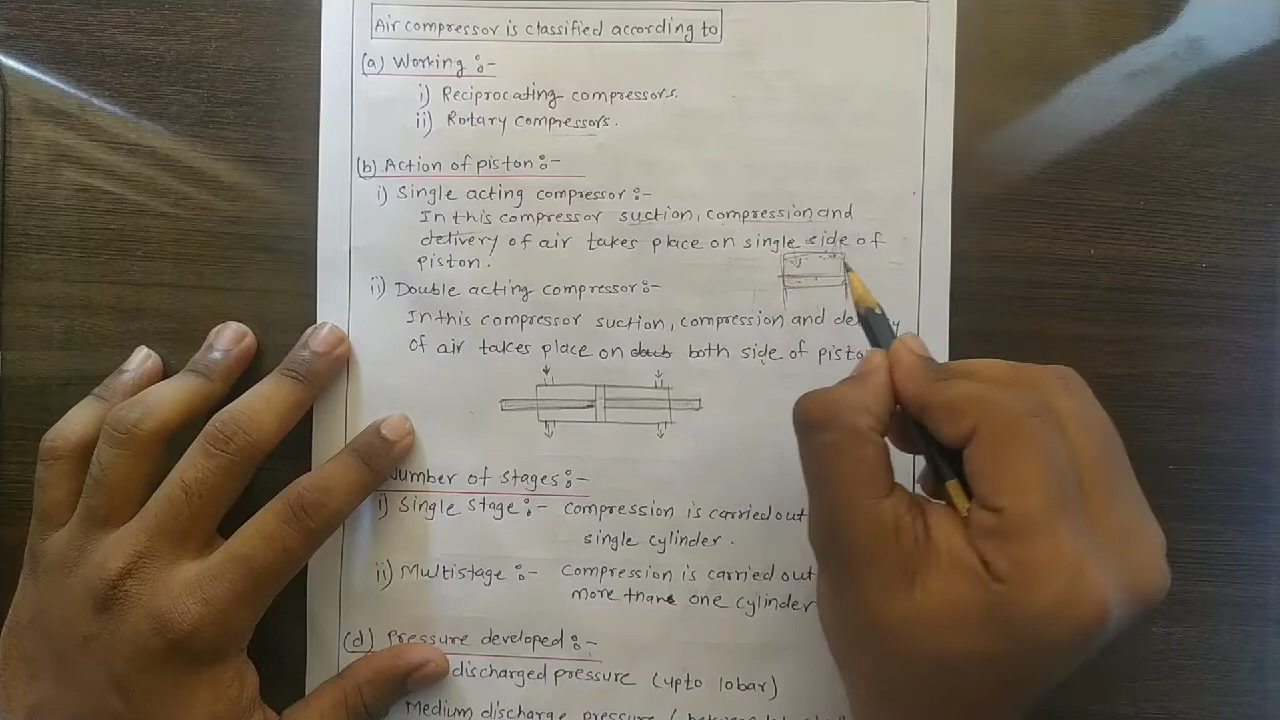 Air compressor is classified according to
(a) Working :-
i) Reciprocating compressors.
ii) Rotary compressors.
(b) Action of piston :-
i) Single acting compressor :-
In this compressor suction, compression and
delivery of air takes place on single side of
piston.
ii) Double acting compressor :-
In this compressor suction, compression and
of air takes place on both side of
Number of stages :-
i) Single Stage :- compression is carried out
single cylinder.
ii) Multistage :- Compression is carried out
more than one cylinder
(d) Pressure developed :-
discharged pressure (upto 10bar)
Medium discharge pressure